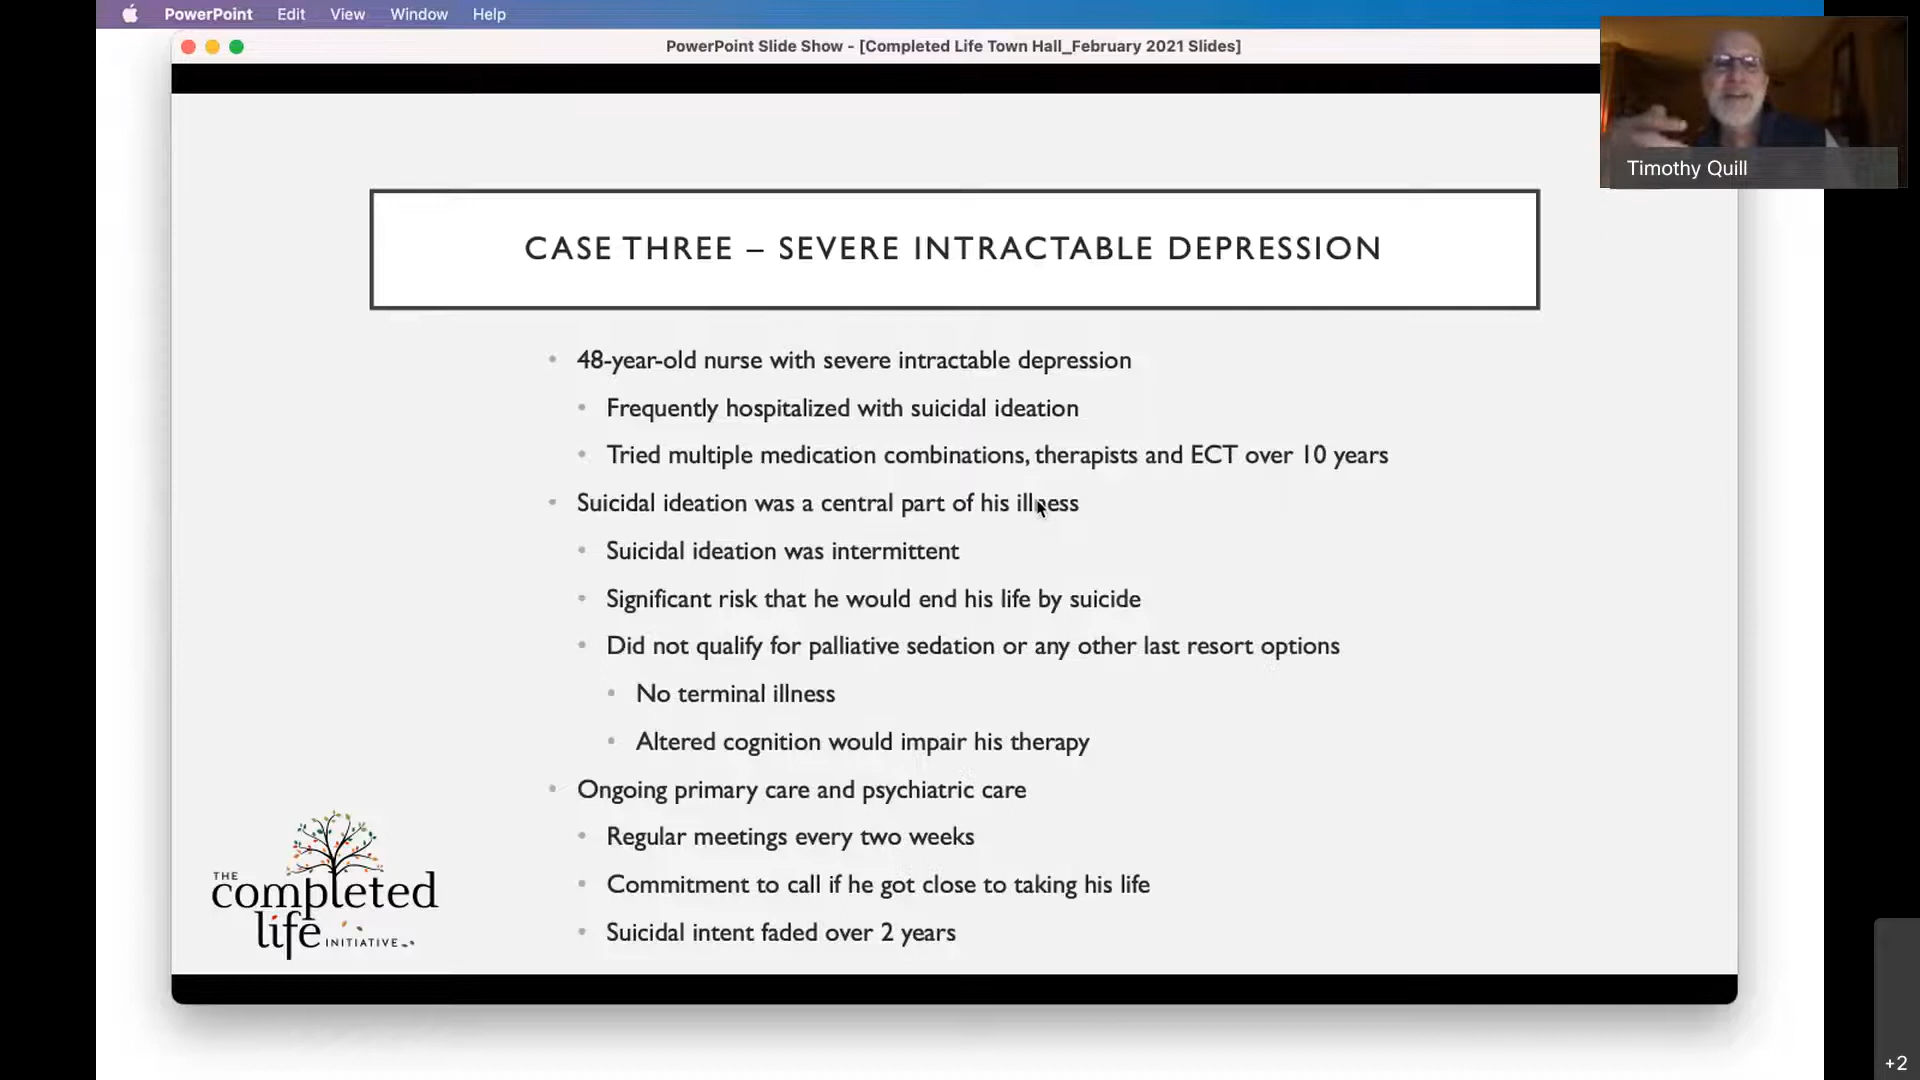 PowerPoint Edit View Window Help
PowerPoint Slide Show - [Completed Life Town Hall_February 2021 Slides]
Timothy Quill
CASE THREE – SEVERE INTRACTABLE DEPRESSION
48-year-old nurse with severe intractable depression
Frequently hospitalized with suicidal ideation
Tried multiple medication combinations, therapists and ECT over 10 years
Suicidal ideation was a central part of his illness
Suicidal ideation was intermittent
Significant risk that he would end his life by suicide
Did not qualify for palliative sedation or any other last resort options
No terminal illness
Altered cognition would impair his therapy
Ongoing primary care and psychiatric care
Regular meetings every two weeks
Commitment to call if he got close to taking his life
Suicidal intent faded over 2 years
THE
completed
life INITIATIVE
+2